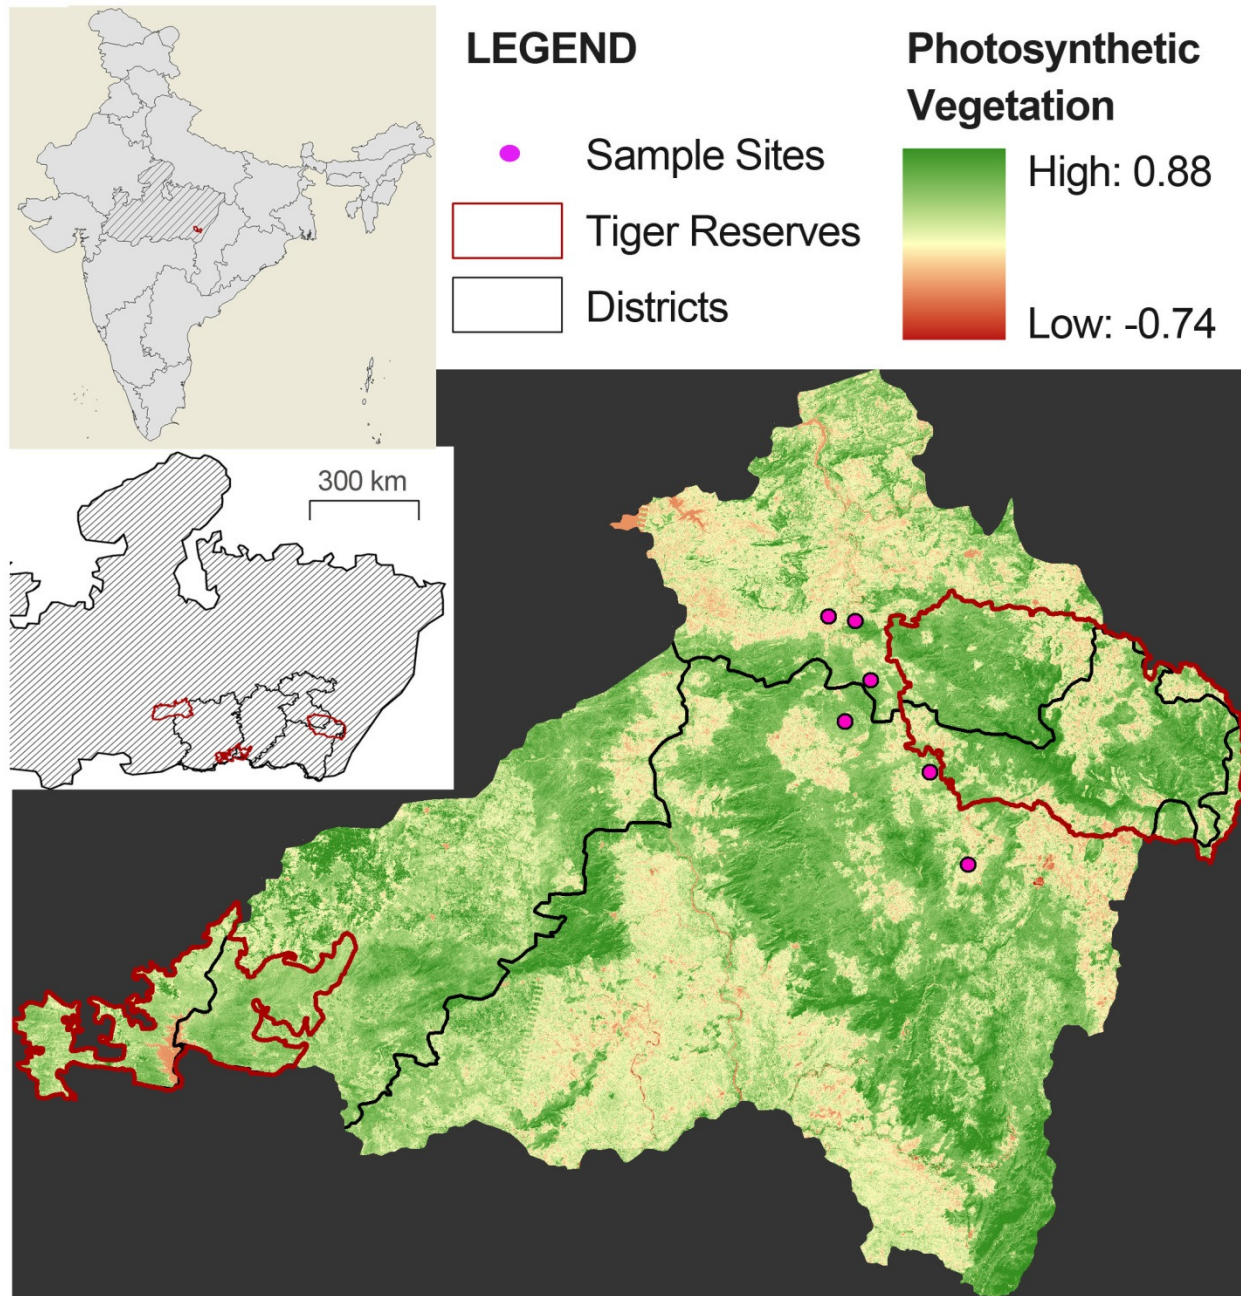 LEGEND
Sample Sites
Tiger Reserves
Districts
Photosynthetic
Vegetation
High: 0.88
Low: -0.74
300 km